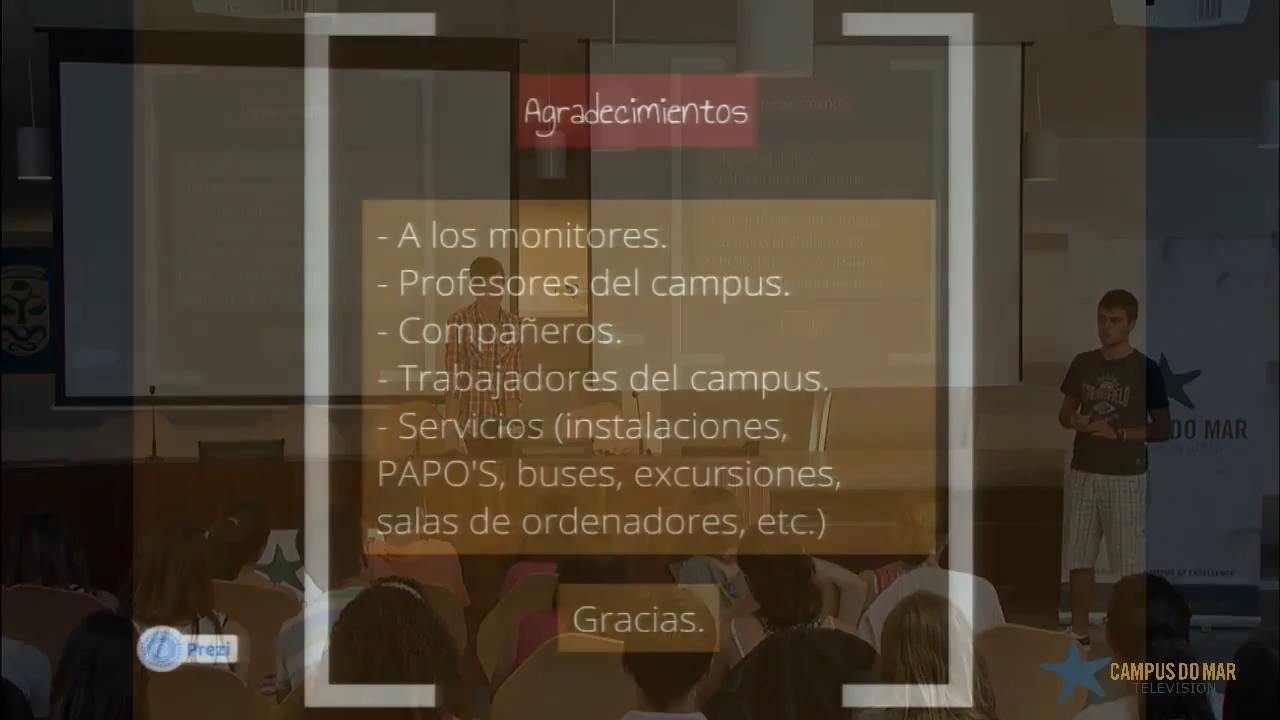 Agradecimientos
- A los monitores.
- Profesores del campus.
- Compañeros.
- Trabajadores del campus.
- Servicios (instalaciones,
PAPO'S, buses, excursiones,
salas de ordenadores, etc.)
Gracias.
DO MAR
Prezi
CAMPUS DO MAR
TELEVISION